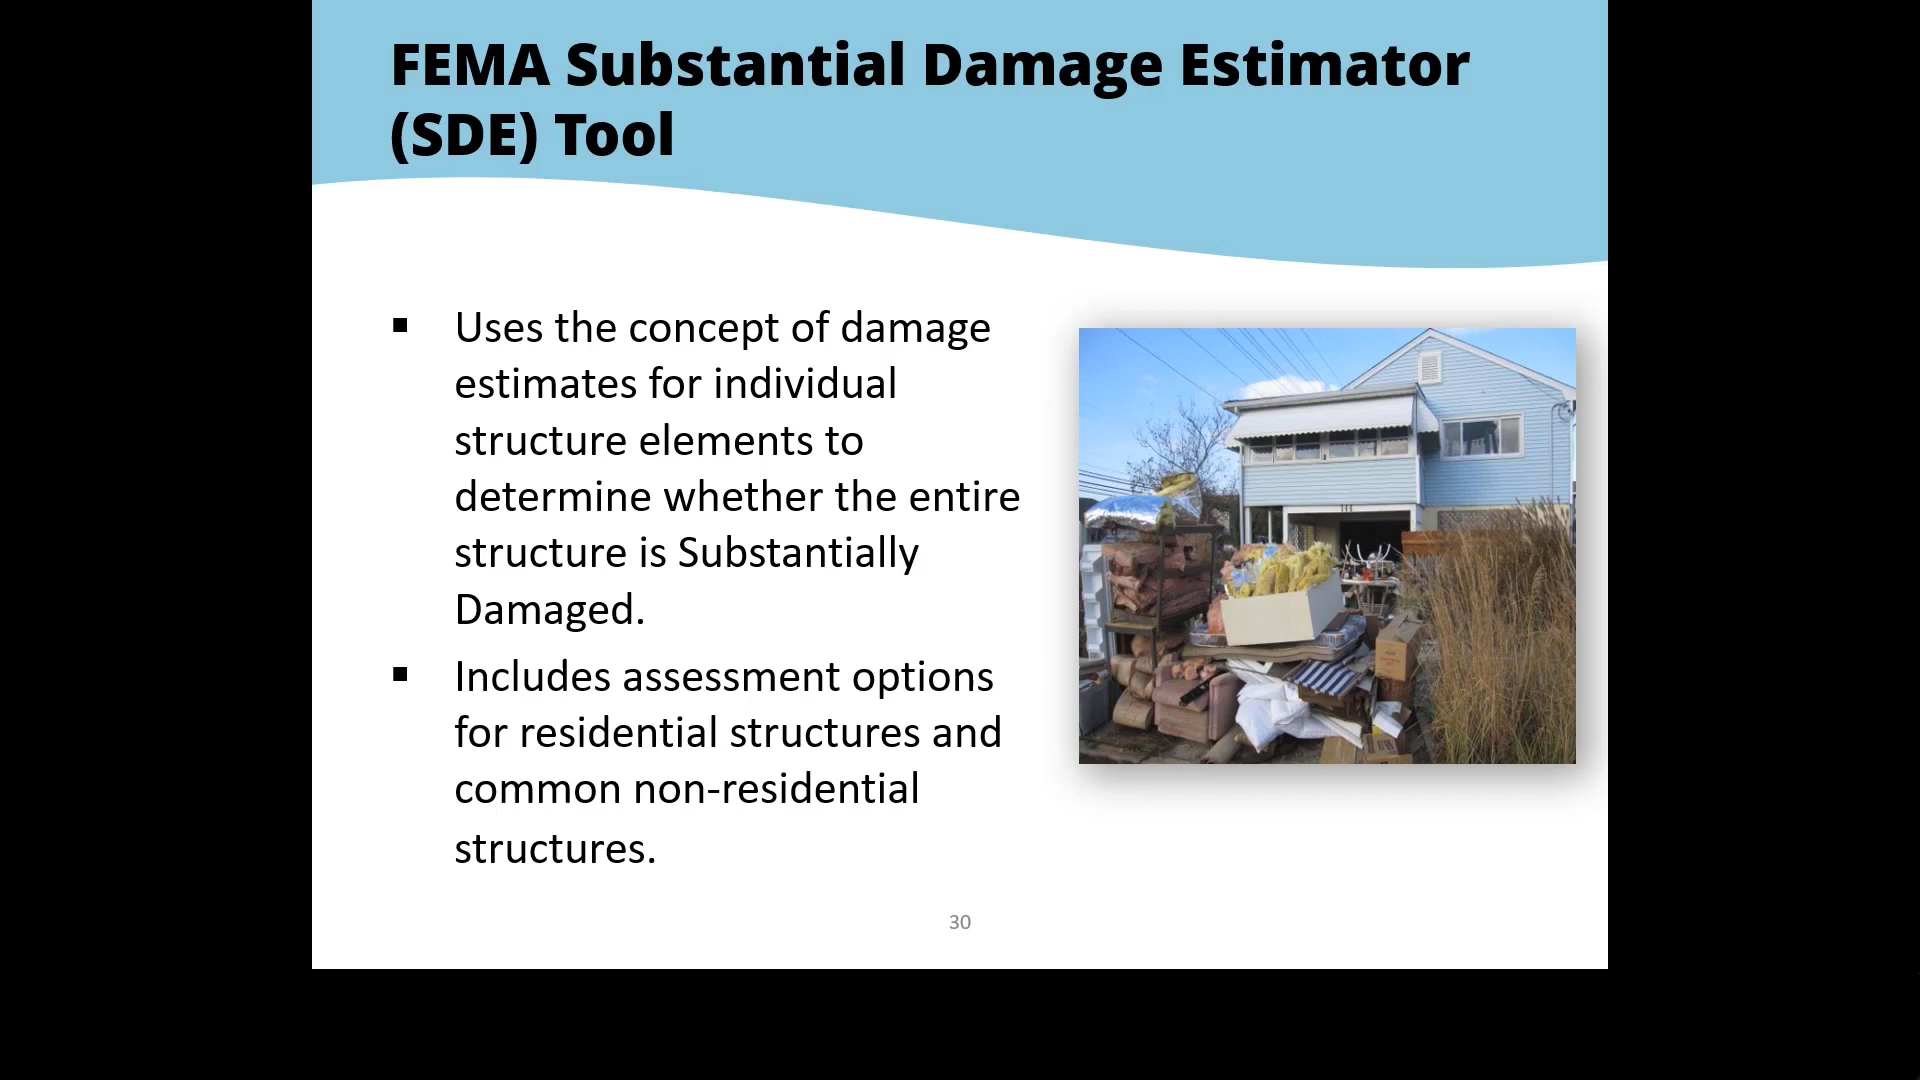 FEMA Substantial Damage Estimator
(SDE) Tool
▪ Uses the concept of damage
estimates for individual
structure elements to
determine whether the entire
structure is Substantially
Damaged.
▪ Includes assessment options
for residential structures and
common non-residential
structures.
30